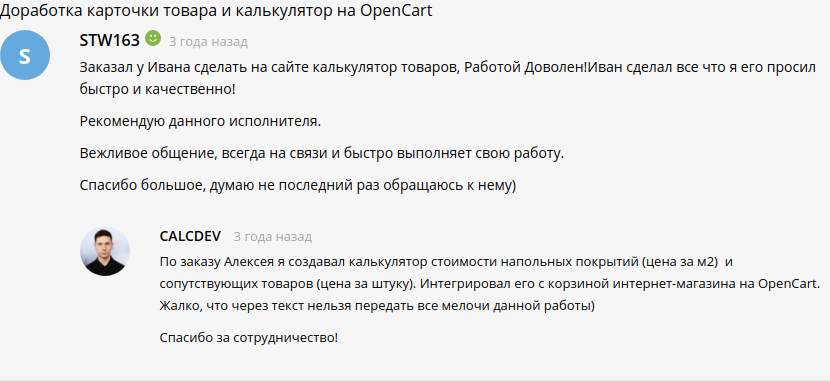 Доработка карточки товара и калькулятор на OpenCart
S
STW163 3 года назад
Заказал у Ивана сделать на сайте калькулятор товаров, Работой Доволен!Иван сделал все что я его просил
быстро и качественно!
Рекомендую данного исполнителя.
Вежливое общение, всегда на связи и быстро выполняет свою работу.
Спасибо большое, думаю не последний раз обращаюсь к нему)
CALCDEV 3 года назад
По заказу Алексея я создавал калькулятор стоимости напольных покрытий (цена за м2) и
сопутствующих товаров (цена за штуку). Интегрировал его с корзиной интернет-магазина на OpenCart.
Жалко, что через текст нельзя передать все мелочи данной работы)
Спасибо за сотрудничество!